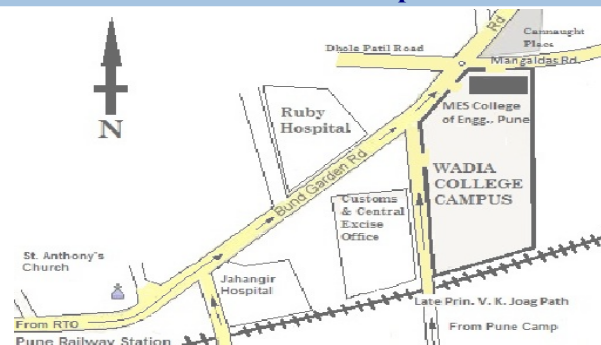 Rd
Cannaught
Place
Dhole Patil Road
Mangaldas Rd.
MES College
of Engg., Pune
Ruby
Hospital
N
Bund Garden Rd
WADIA
COLLEGE
CAMPUS
Customs
& Central
Excise
Office
St. Anthony's
Church
Jahangir
Hospital
Late Prin. V. K. Joag Path
From RTO
From Pune Camp
Pune Railway Station